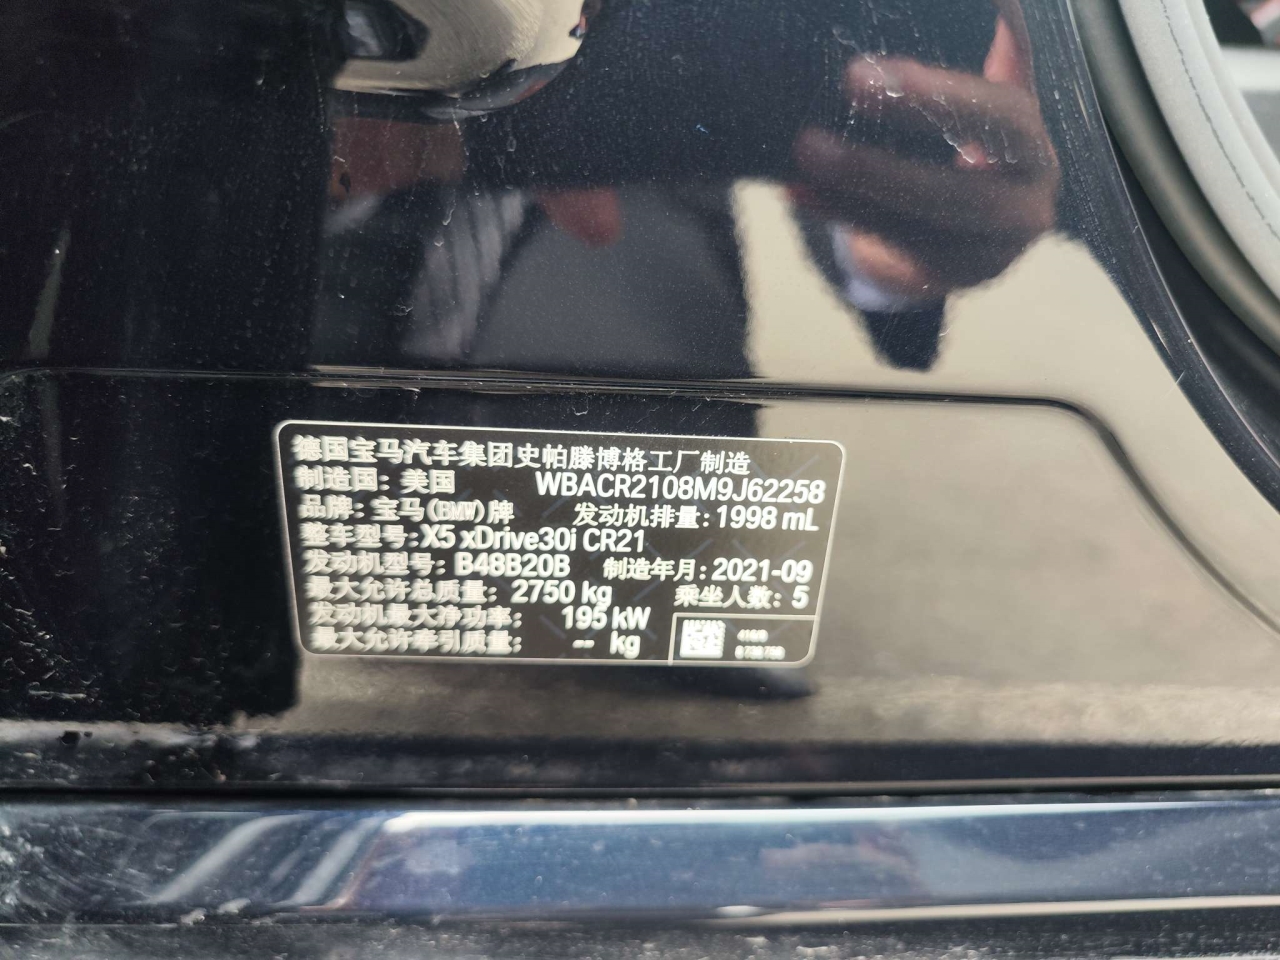 德国宝马汽车集团史帕滕博格工厂制造
制造国: 美国 WBACR2108M9J62258
品牌: 宝马(BMW)牌 发动机排量: 1998 mL
整车型号: X5 xDrive30i CR21
发动机型号: B48B20B 制造年月: 2021-09
最大允许总质量: 2750 kg 乘坐人数: 5
发动机最大净功率: 195 kW
最大允许牵引质量: -- kg